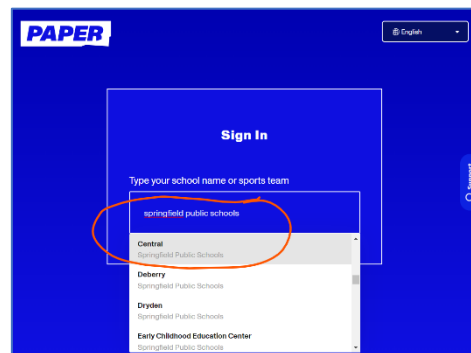 PAPER
English
Sign In
Type your school name or sports team
springfield public schools
Central
Springfield Public Schools
Deberry
Springfield Public Schools
Dryden
Springfield Public Schools
Early Childhood Education Center
Springfield Public Schools
Support